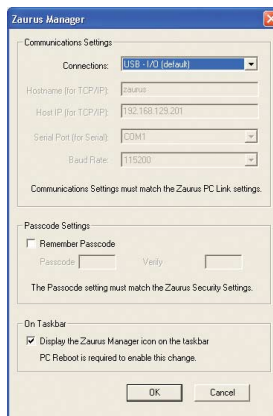 Zaurus Manager
Communications Settings
Connections: USB - I/O (default)
Hostname (for TCP/IP): zaurus
Host IP (for TCP/IP): 192.168.129.201
Serial Port (for Serial): COM1
Baud Rate: 115200
Communications Settings must match the Zaurus PC Link settings.
Passcode Settings
Remember Passcode
Passcode Verify
The Passocde setting must match the Zaurus Security Settings.
On Taskbar
Display the Zaurus Manager icon on the taskbar
PC Reboot is required to enable this change.
OK Cancel